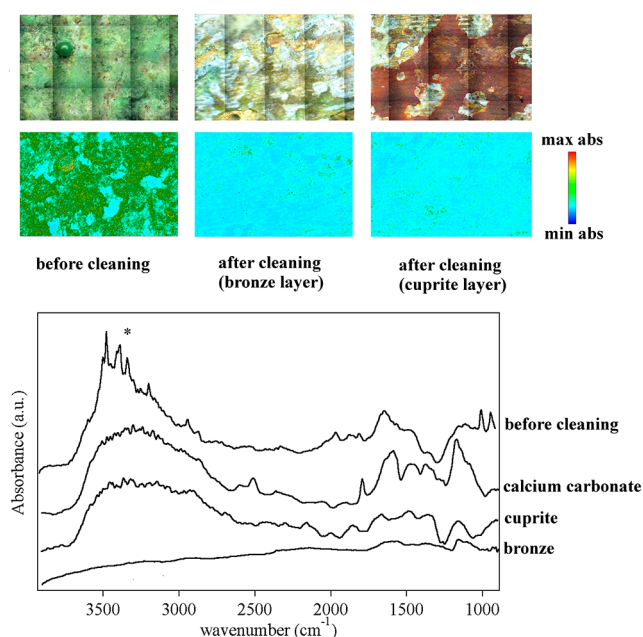 max abs
min abs
before cleaning
after cleaning
(bronze layer)
after cleaning
(cuprite layer)
*
before cleaning
calcium carbonate
cuprite
bronze
Absorbance (a.u.)
3500 3000 2500 2000 1500 1000
wavenumber (cm⁻¹)